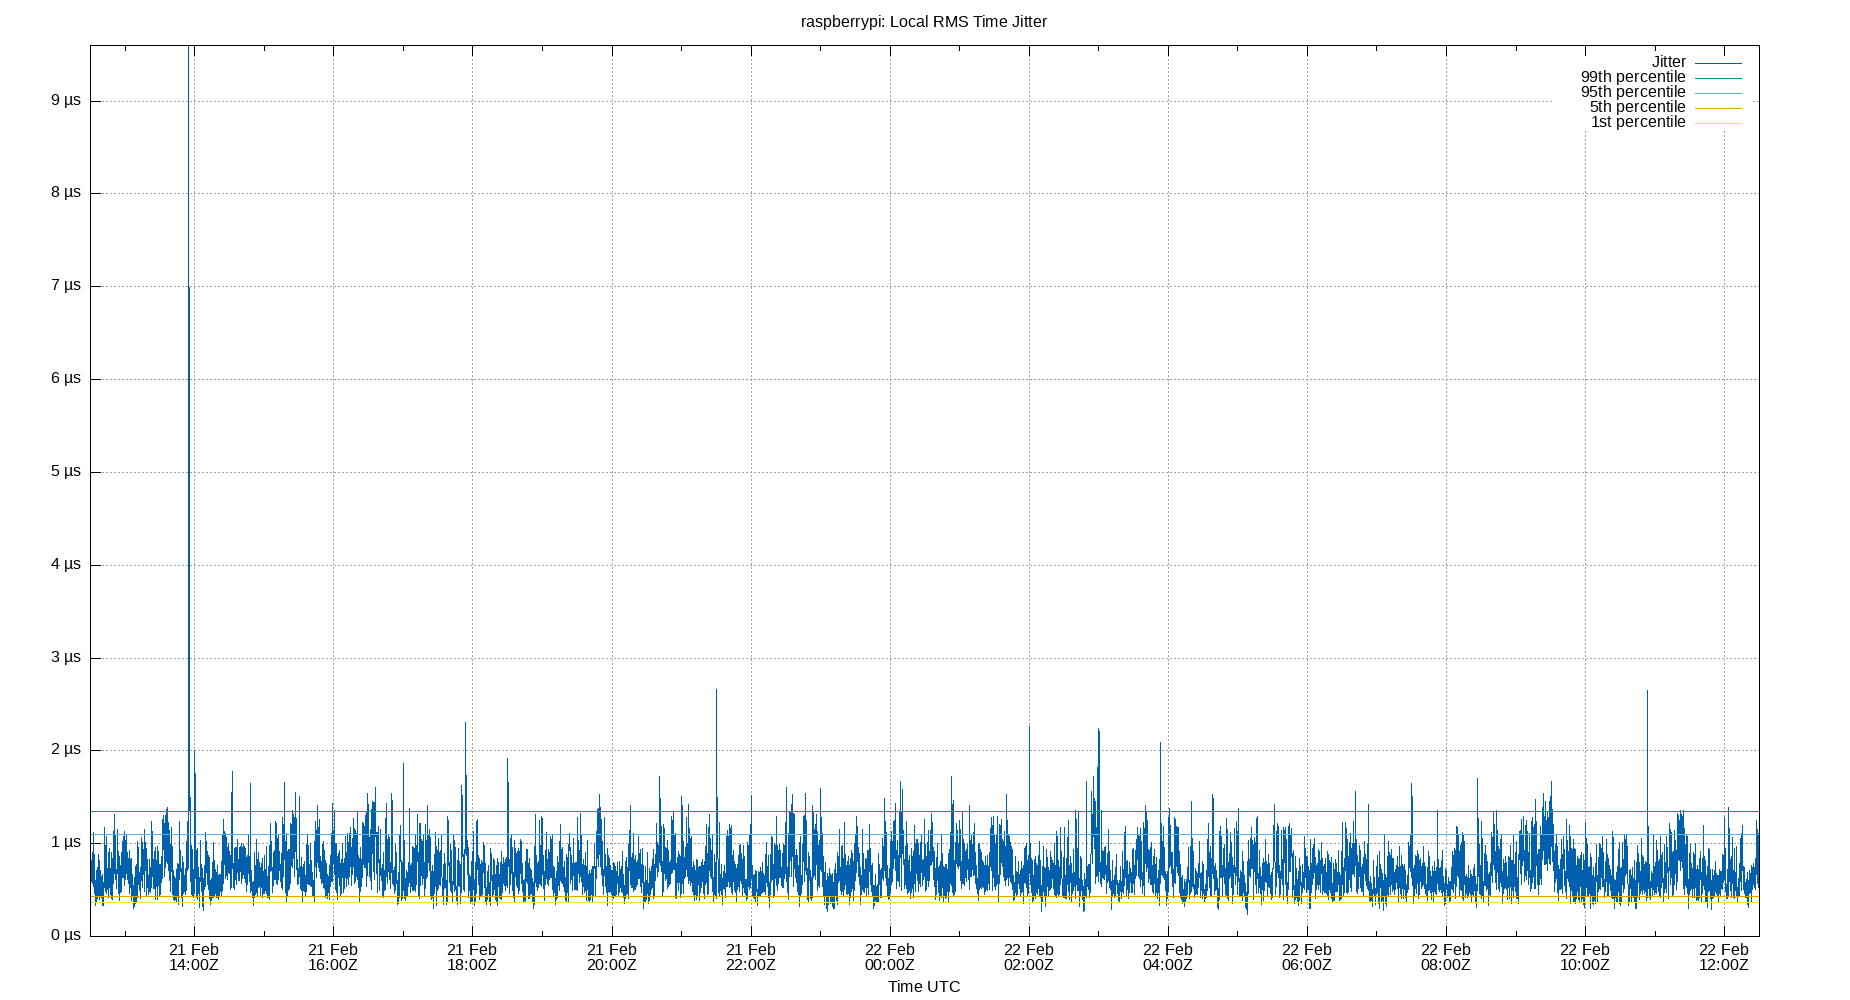 raspberrypi: Local RMS Time Jitter
Jitter
99th percentile
95th percentile
5th percentile
1st percentile
9 µs
8 µs
7 µs
6 µs
5 µs
4 µs
3 µs
2 µs
1 µs
0 µs
21 Feb 21 Feb 21 Feb 21 Feb 21 Feb 22 Feb 22 Feb 22 Feb 22 Feb 22 Feb 22 Feb 22 Feb
14:00Z 16:00Z 18:00Z 20:00Z 22:00Z 00:00Z 02:00Z 04:00Z 06:00Z 08:00Z 10:00Z 12:00Z
Time UTC